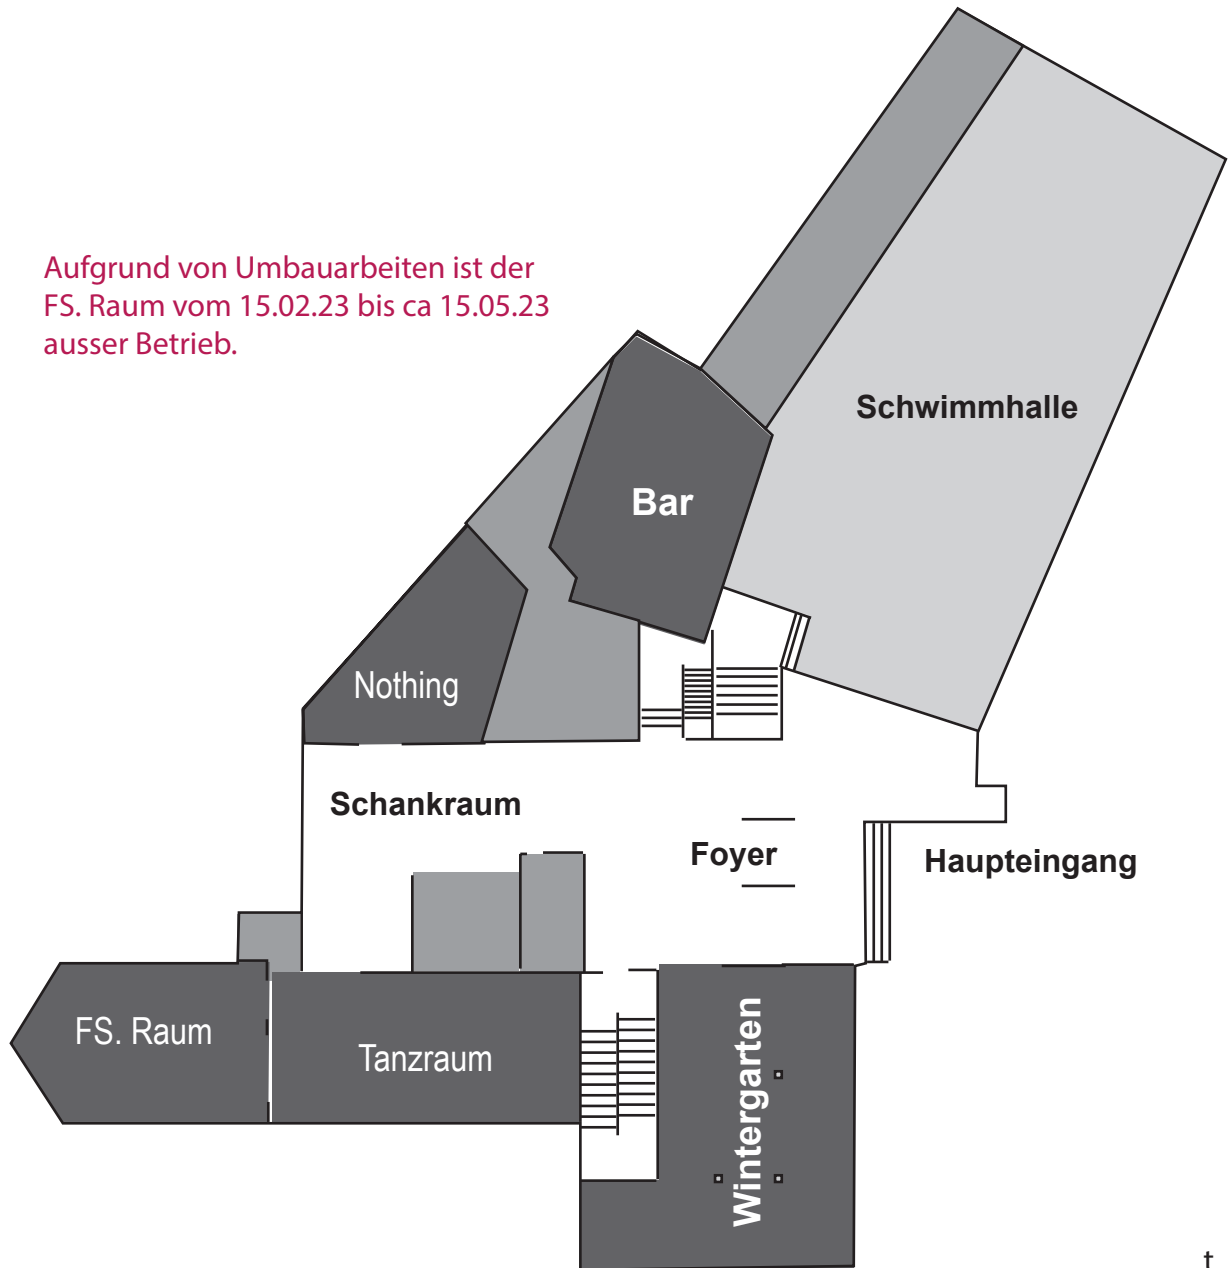 Aufgrund von Umbauarbeiten ist der
FS. Raum vom 15.02.23 bis ca 15.05.23
ausser Betrieb.
Schwimmhalle
Bar
Nothing
Schankraum
Foyer
Haupteingang
FS. Raum
Tanzraum
Wintergarten
t